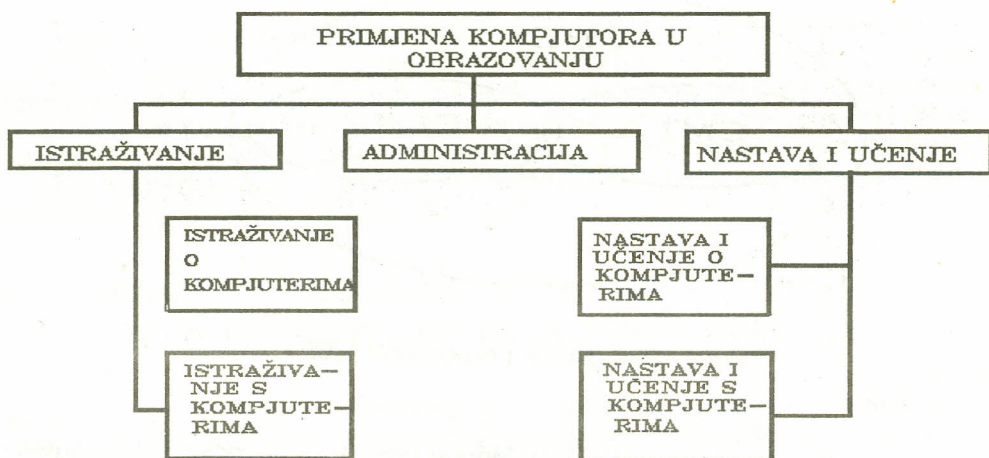 PRIMJENA KOMPJUTORA U
OBRAZOVANJU
ISTRAŽIVANJE
ADMINISTRACIJA
NASTAVA I UČENJE
ISTRAŽIVANJE
O
KOMPJUTERIMA
NASTAVA I
UČENJE O
KOMPJUTE—
RIMA
ISTRAŽIVA—
NJE S
KOMPJUTE—
RIMA
NASTAVA I
UČENJE S
KOMPJUTE—
RIMA